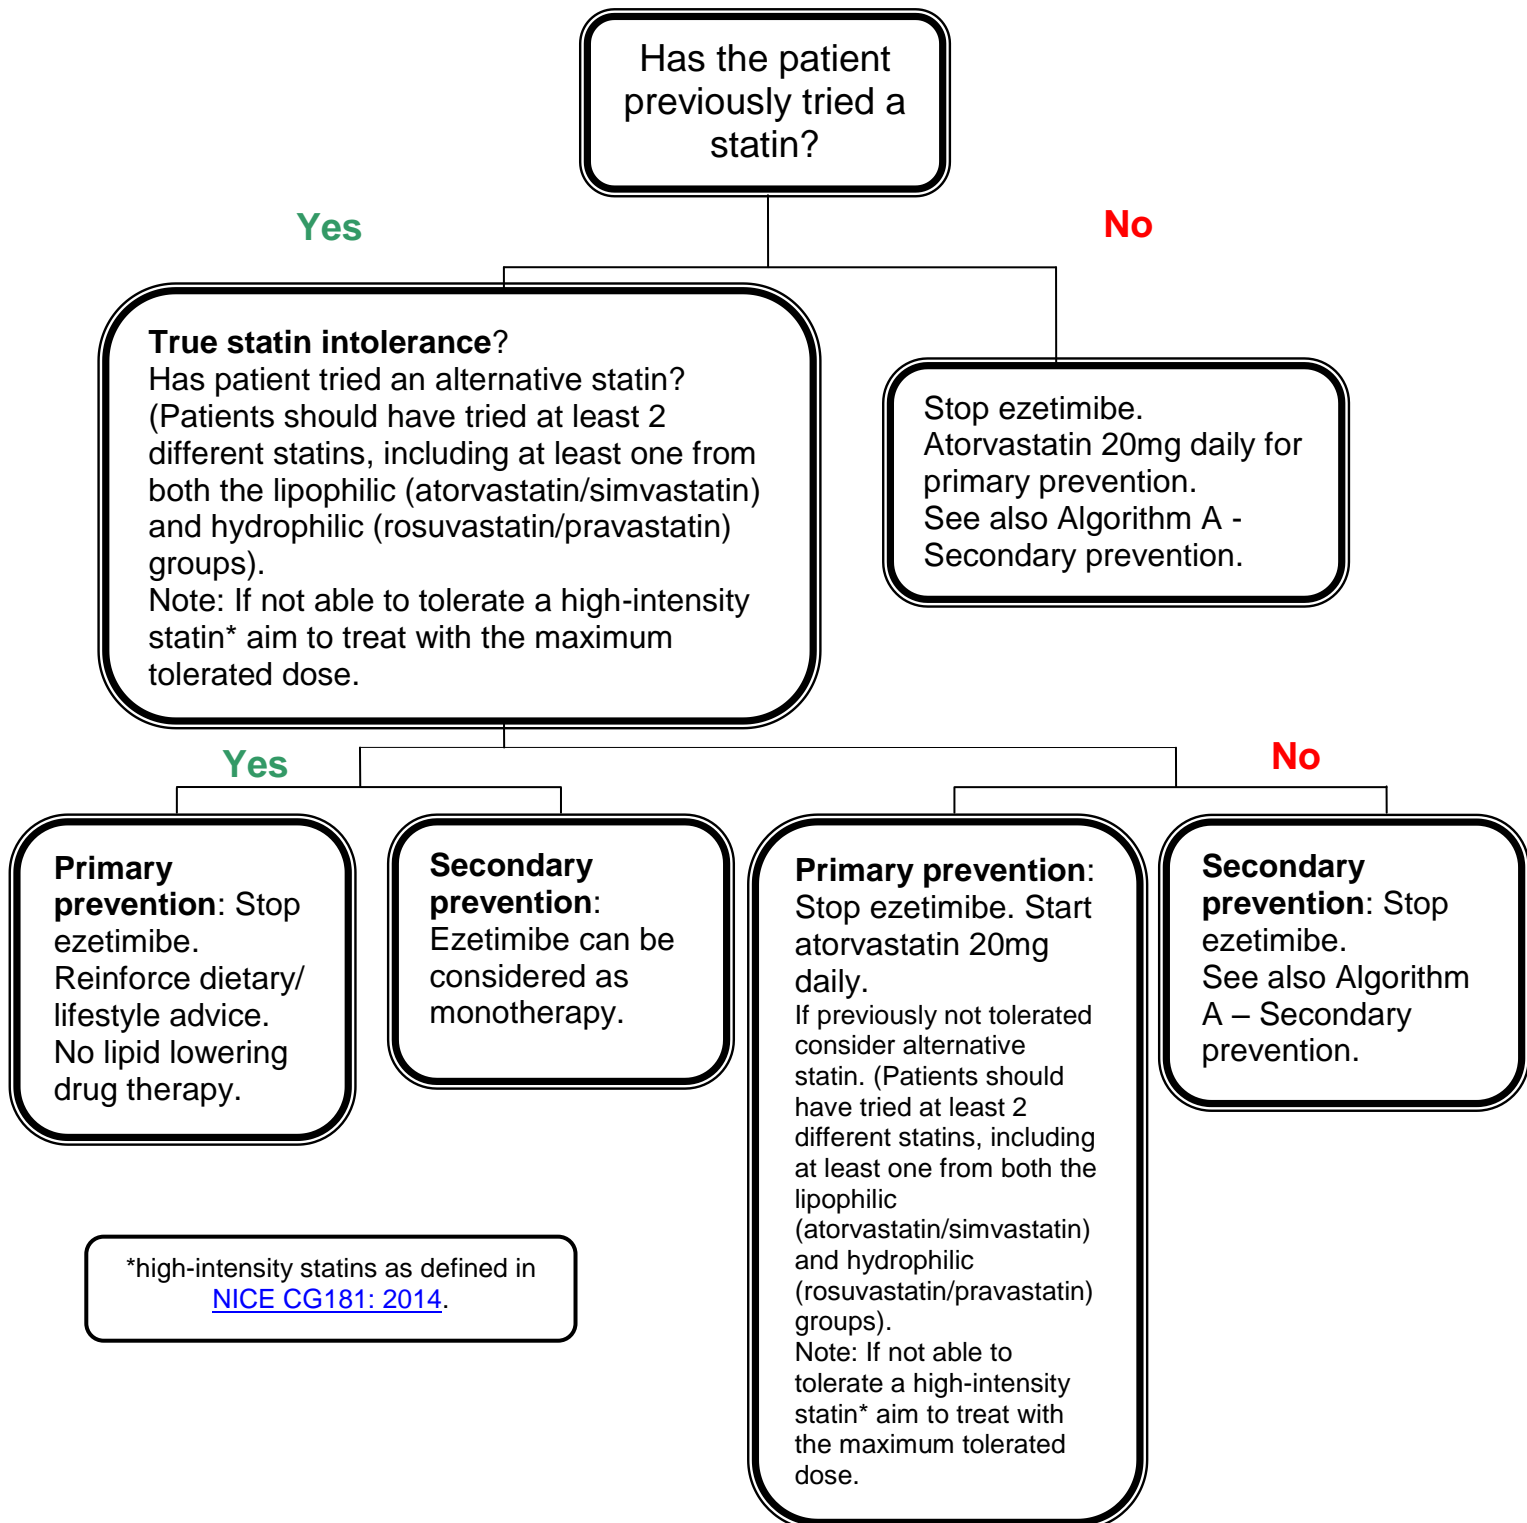 Has the patient
previously tried a
statin?
Yes
No
True statin intolerance?
Has patient tried an alternative statin?
(Patients should have tried at least 2
different statins, including at least one from
both the lipophilic (atorvastatin/simvastatin)
and hydrophilic (rosuvastatin/pravastatin)
groups).
Note: If not able to tolerate a high-intensity
statin* aim to treat with the maximum
tolerated dose.
Stop ezetimibe.
Atorvastatin 20mg daily for
primary prevention.
See also Algorithm A -
Secondary prevention.
Yes
No
Primary
prevention: Stop
ezetimibe.
Reinforce dietary/
lifestyle advice.
No lipid lowering
drug therapy.
Secondary
prevention:
Ezetimibe can be
considered as
monotherapy.
Primary prevention:
Stop ezetimibe. Start
atorvastatin 20mg
daily.
If previously not tolerated
consider alternative
statin. (Patients should
have tried at least 2
different statins, including
at least one from both the
lipophilic
(atorvastatin/simvastatin)
and hydrophilic
(rosuvastatin/pravastatin)
groups).
Note: If not able to
tolerate a high-intensity
statin* aim to treat with
the maximum tolerated
dose.
Secondary
prevention: Stop
ezetimibe.
See also Algorithm
A – Secondary
prevention.
*high-intensity statins as defined in
NICE CG181: 2014.